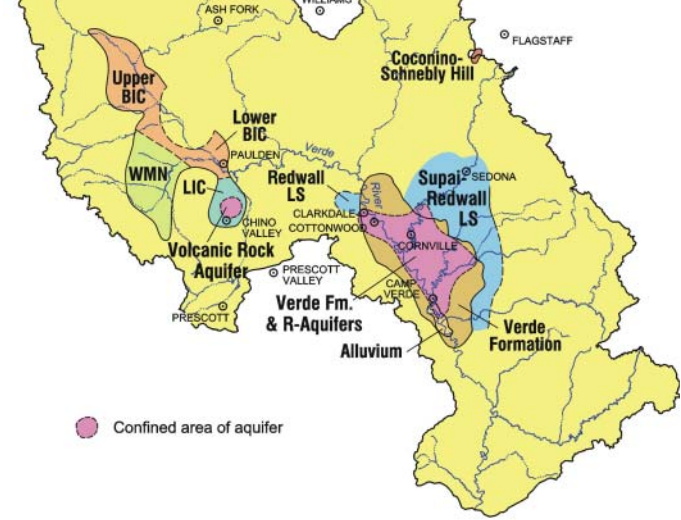 WILLIAMS
ASH FORK
FLAGSTAFF
Coconino-
Schnebly Hill
Upper
BIC
Lower
BIC
Verde
PAULDEN
WMN
LIC
Redwall
LS
River
Supai
SEDONA
Redwall
LS
CLARKDALE
COTTONWOOD
CHINO
VALLEY
CORNVILLE
Volcanic Rock
Aquifer
PRESCOTT
VALLEY
CAMP
VERDE
Verde Fm.
& R-Aquifers
PRESCOTT
Verde
Formation
Alluvium
Confined area of aquifer